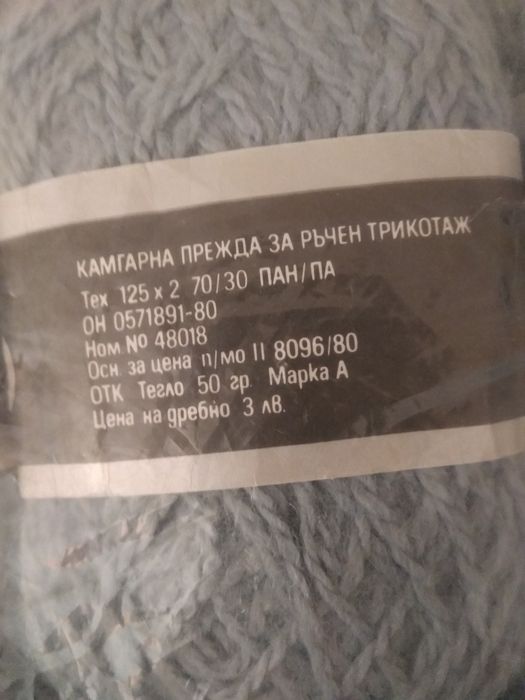 КАМГАРНА ПРЕЖДА ЗА РЪЧЕН ТРИКОТАЖ
Тех 125 x 2 70/30 ПАН/ПА
ОН 0571891-80
Ном № 48018
Осн. за цена п/мо II 8096/80
ОТК Тегло 50 гр. Марка А
Цена на дребно 3 лв.